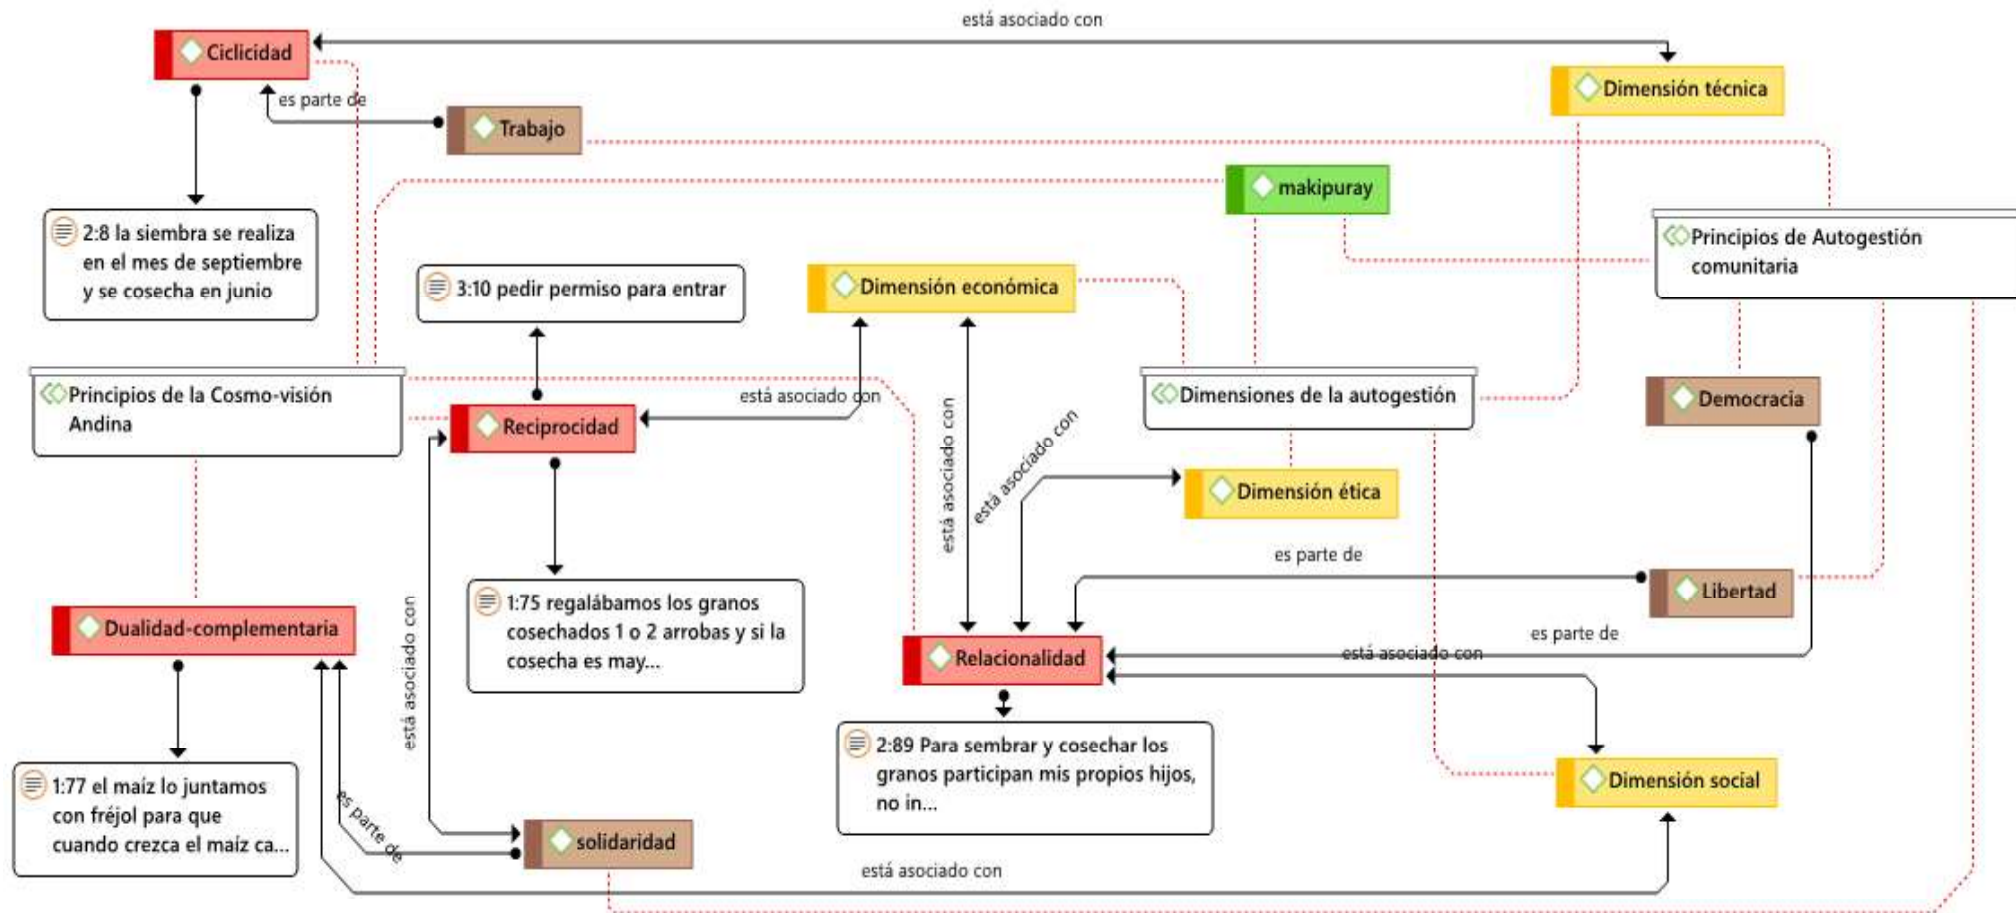 está asociado con
Ciclicidad
Dimensión técnica
es parte de
Trabajo
makipuray
2:8 la siembra se realiza
en el mes de septiembre
y se cosecha en junio
Principios de Autogestión
comunitaria
3:10 pedir permiso para entrar
Dimensión económica
Principios de la Cosmo-visión
Andina
está asociado con
Dimensiones de la autogestión
Democracia
Reciprocidad
está asociado con
está asociado con
Dimensión ética
es parte de
Libertad
1:75 regalábamos los granos
cosechados 1 o 2 arrobas y si la
cosecha es may...
Dualidad-complementaria
es parte de
está asociado con
Relacionalidad
está asociado con
2:89 Para sembrar y cosechar los
granos participan mis propios hijos,
no in...
Dimensión social
1:77 el maíz lo juntamos
con fréjol para que
cuando crezca el maíz ca...
es parte de
solidaridad
está asociado con